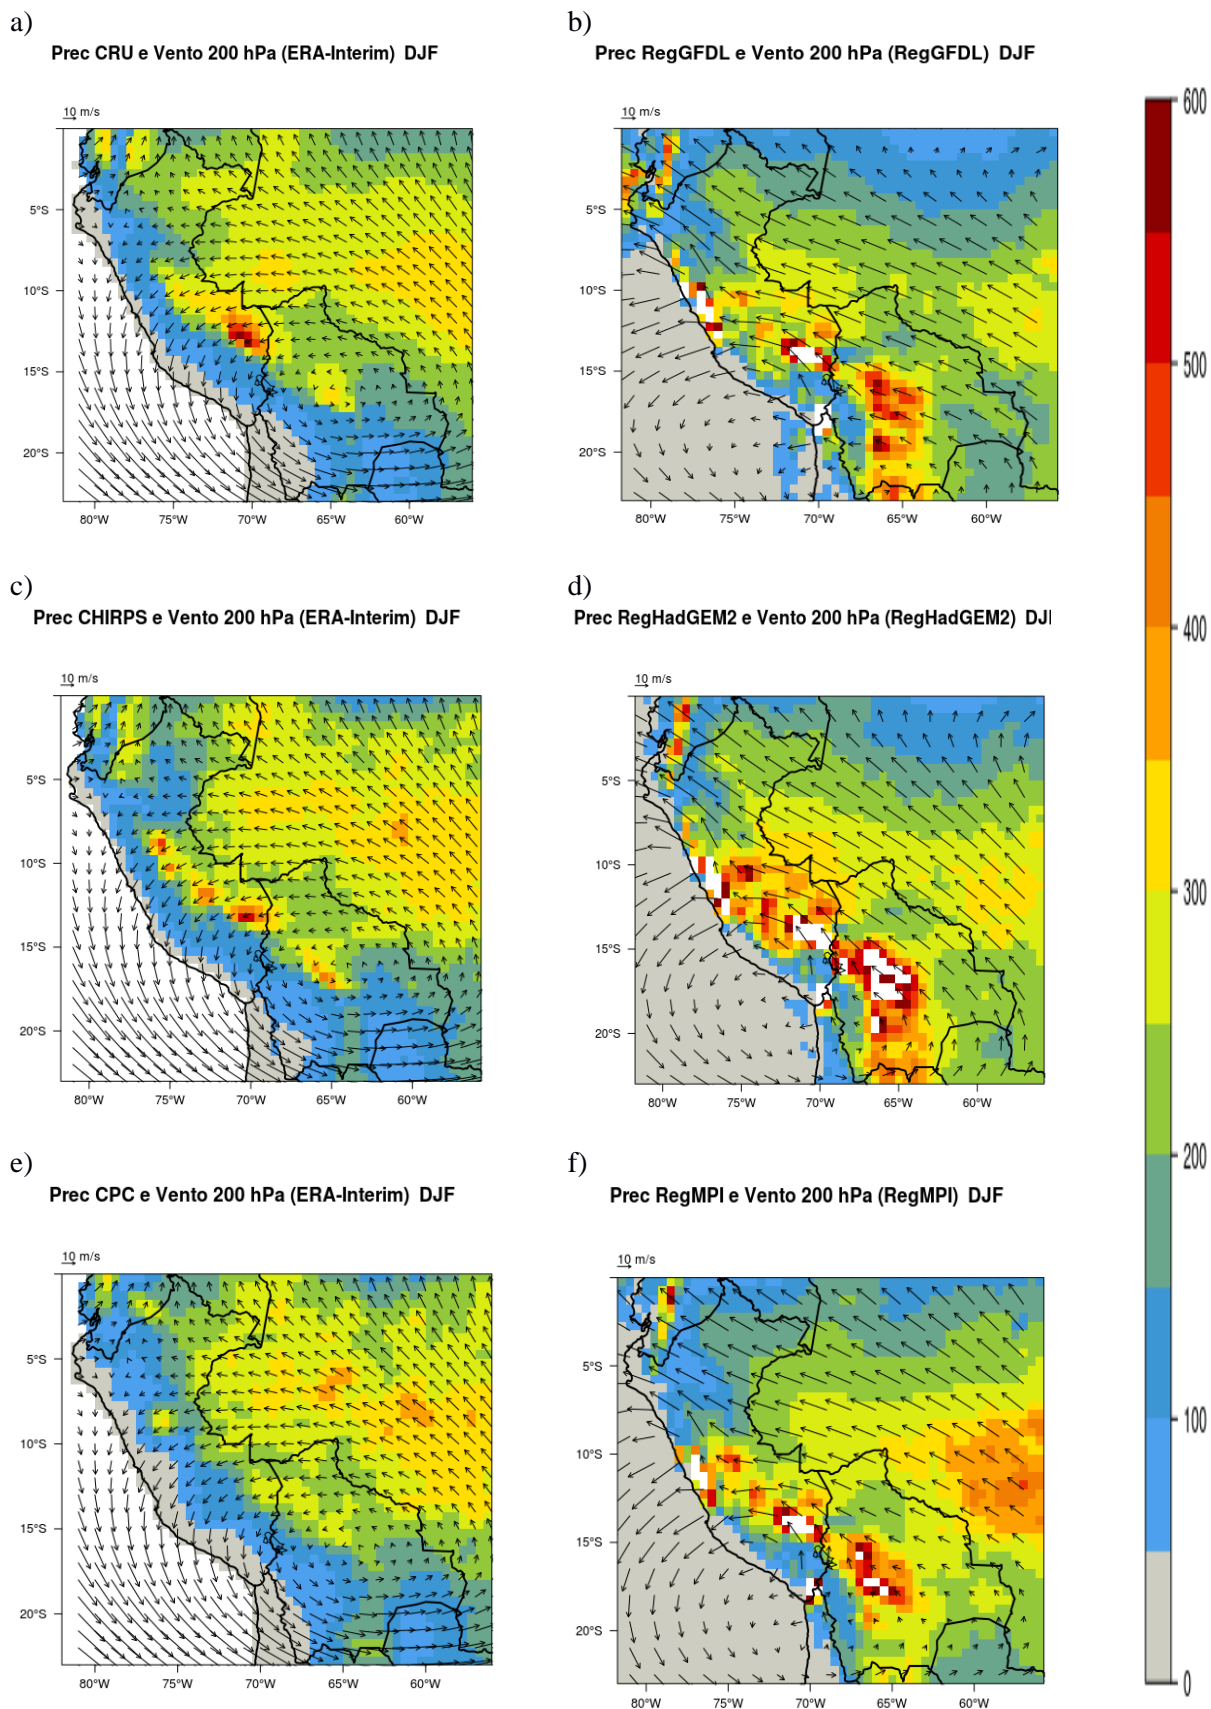 a)
Prec CRU e Vento 200 hPa (ERA-Interim) DJF
10 m/s
5°S
10°S
15°S
20°S
80°W 75°W 70°W 65°W 60°W
b)
Prec RegGFDL e Vento 200 hPa (RegGFDL) DJF
10 m/s
5°S
10°S
15°S
20°S
80°W 75°W 70°W 65°W 60°W
c)
Prec CHIRPS e Vento 200 hPa (ERA-Interim) DJF
10 m/s
5°S
10°S
15°S
20°S
80°W 75°W 70°W 65°W 60°W
d)
Prec RegHadGEM2 e Vento 200 hPa (RegHadGEM2) DJI
10 m/s
5°S
10°S
15°S
20°S
80°W 75°W 70°W 65°W 60°W
e)
Prec CPC e Vento 200 hPa (ERA-Interim) DJF
10 m/s
5°S
10°S
15°S
20°S
80°W 75°W 70°W 65°W 60°W
f)
Prec RegMPI e Vento 200 hPa (RegMPI) DJF
10 m/s
5°S
10°S
15°S
20°S
80°W 75°W 70°W 65°W 60°W
600
500
400
300
200
100
0